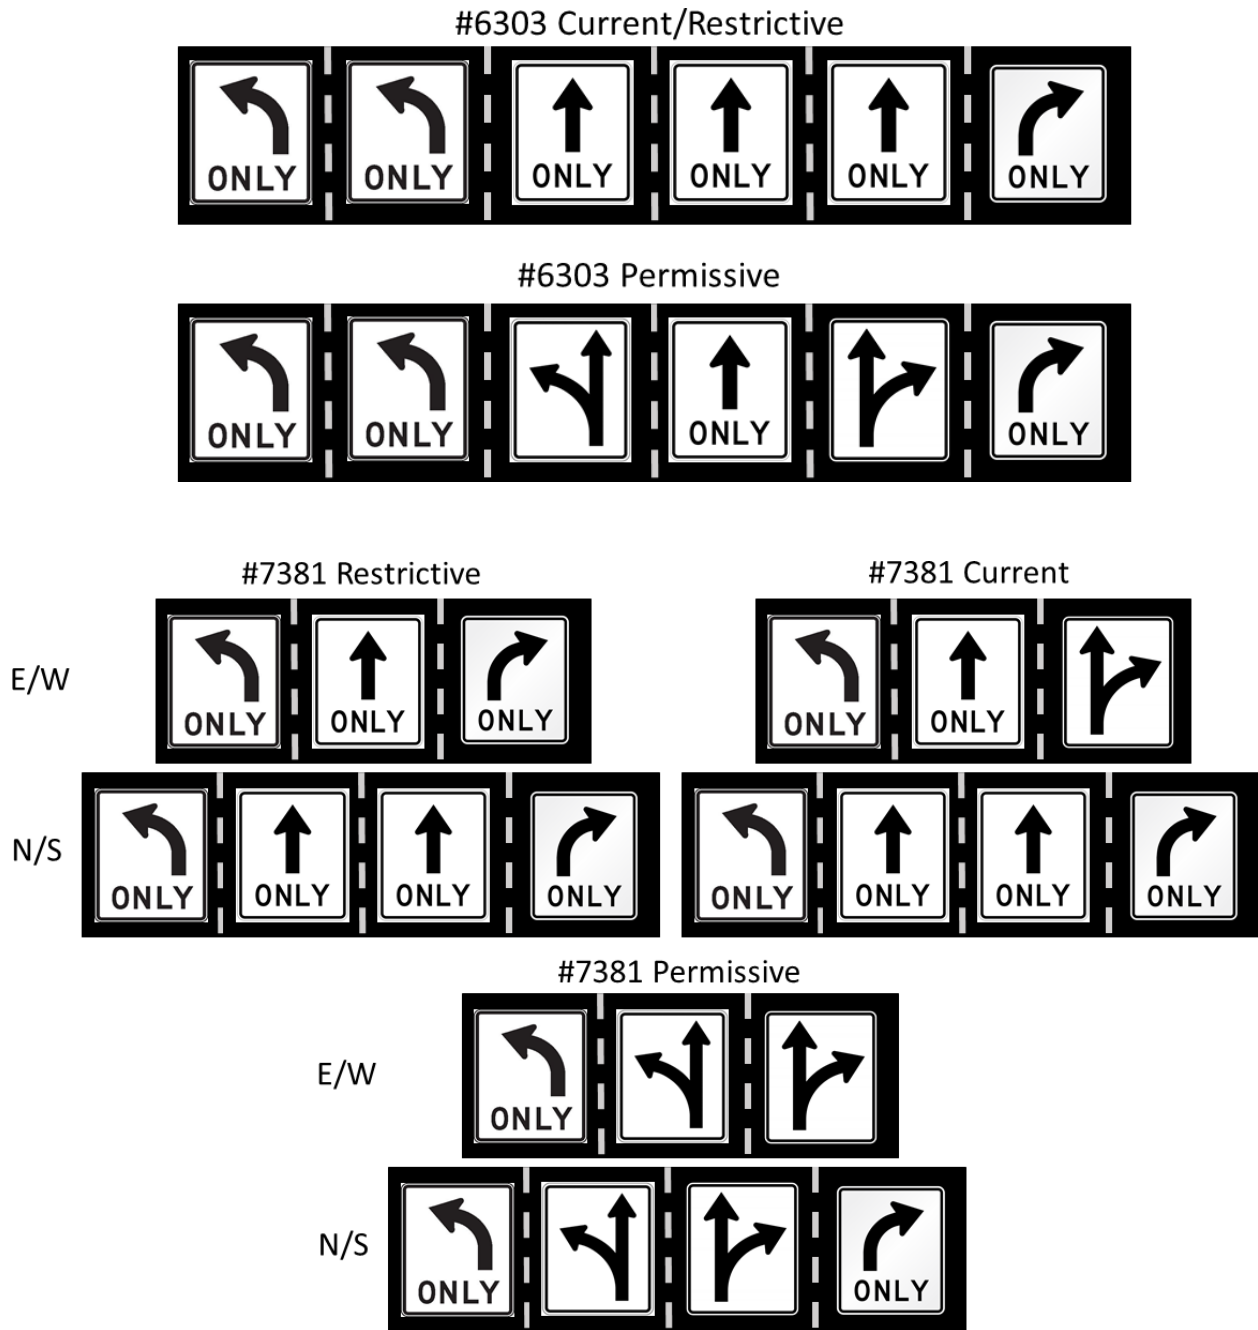 #6303 Current/Restrictive
ONLY ONLY ONLY ONLY ONLY ONLY
#6303 Permissive
ONLY ONLY ONLY ONLY
#7381 Restrictive
#7381 Current
E/W
ONLY ONLY ONLY
ONLY ONLY
N/S
ONLY ONLY ONLY ONLY
ONLY ONLY ONLY ONLY
#7381 Permissive
E/W
ONLY
N/S
ONLY ONLY